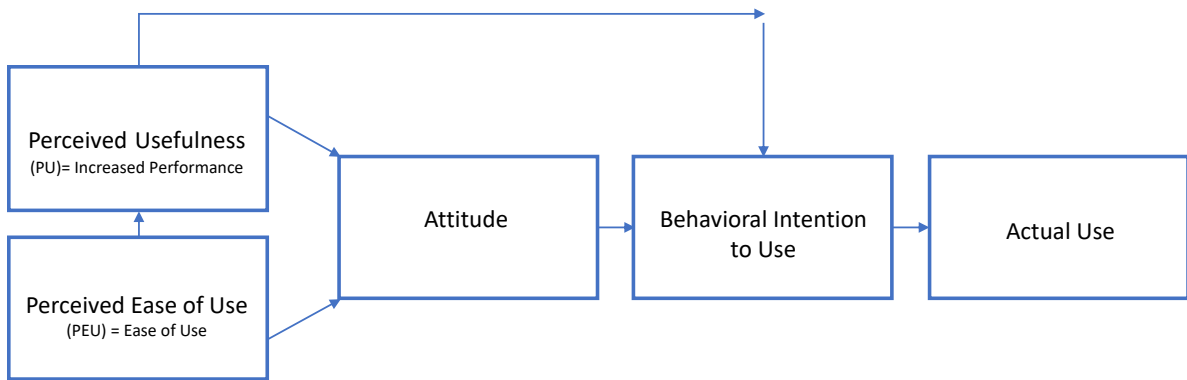 Perceived Usefulness
(PU)= Increased Performance
Perceived Ease of Use
(PEU) = Ease of Use
Attitude
Behavioral Intention
to Use
Actual Use